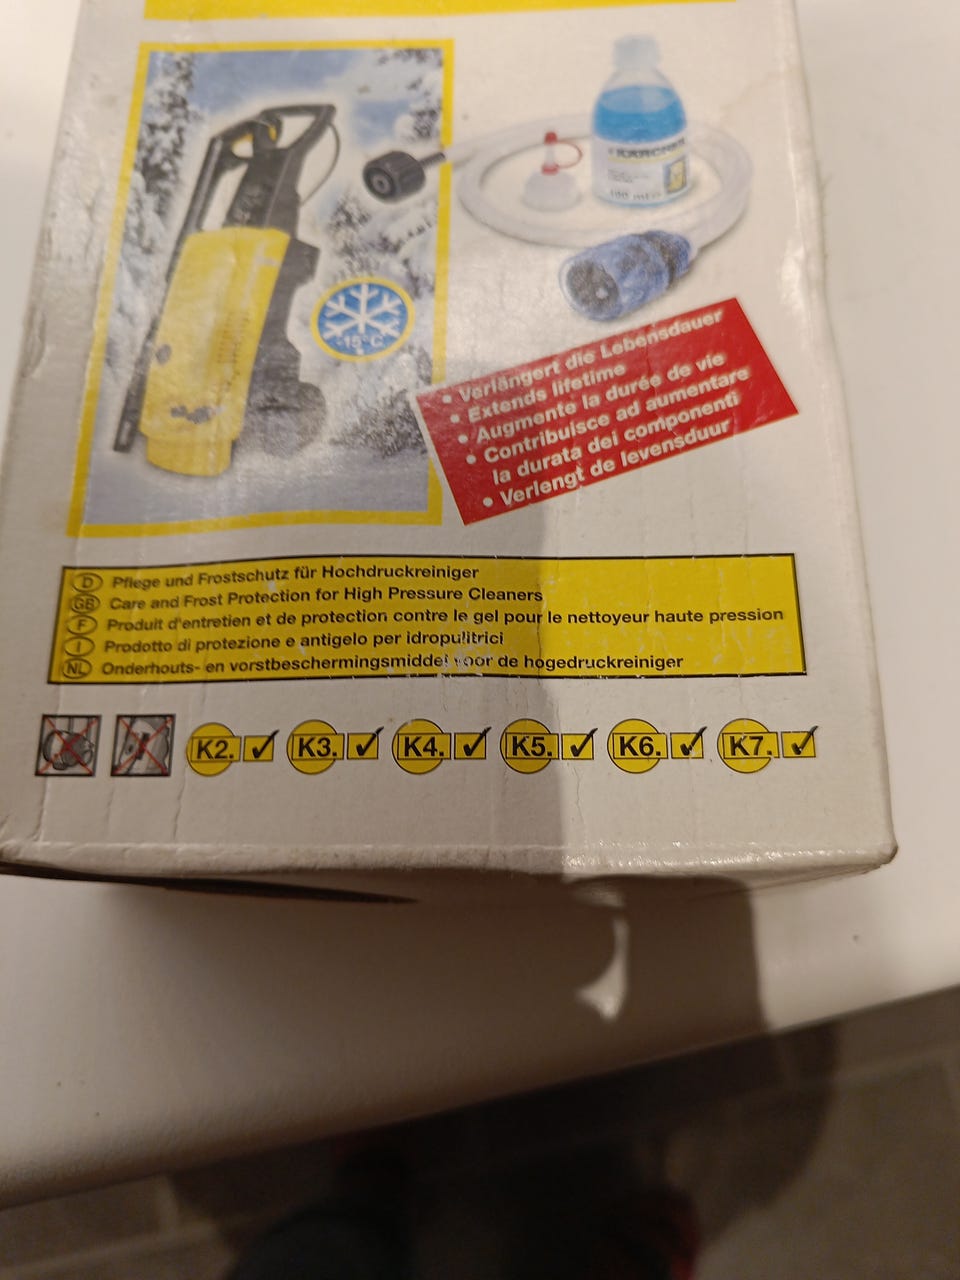 KÄRCHER
100 ml
-15°C
• Verlängert die Lebensdauer
• Extends lifetime
• Augmente la durée de vie
• Contribuisce ad aumentare
la durata dei componenti
• Verlengt de levensduur
D Pflege und Frostschutz für Hochdruckreiniger
GB Care and Frost Protection for High Pressure Cleaners
F Produit d'entretien et de protection contre le gel pour le nettoyeur haute pression
I Prodotto di protezione e antigelo per idropulitrici
NL Onderhouts- en vorstbeschermingsmiddel voor de hogedruckreiniger
K2. ✓ K3. ✓ K4. ✓ K5. ✓ K6. ✓ K7. ✓